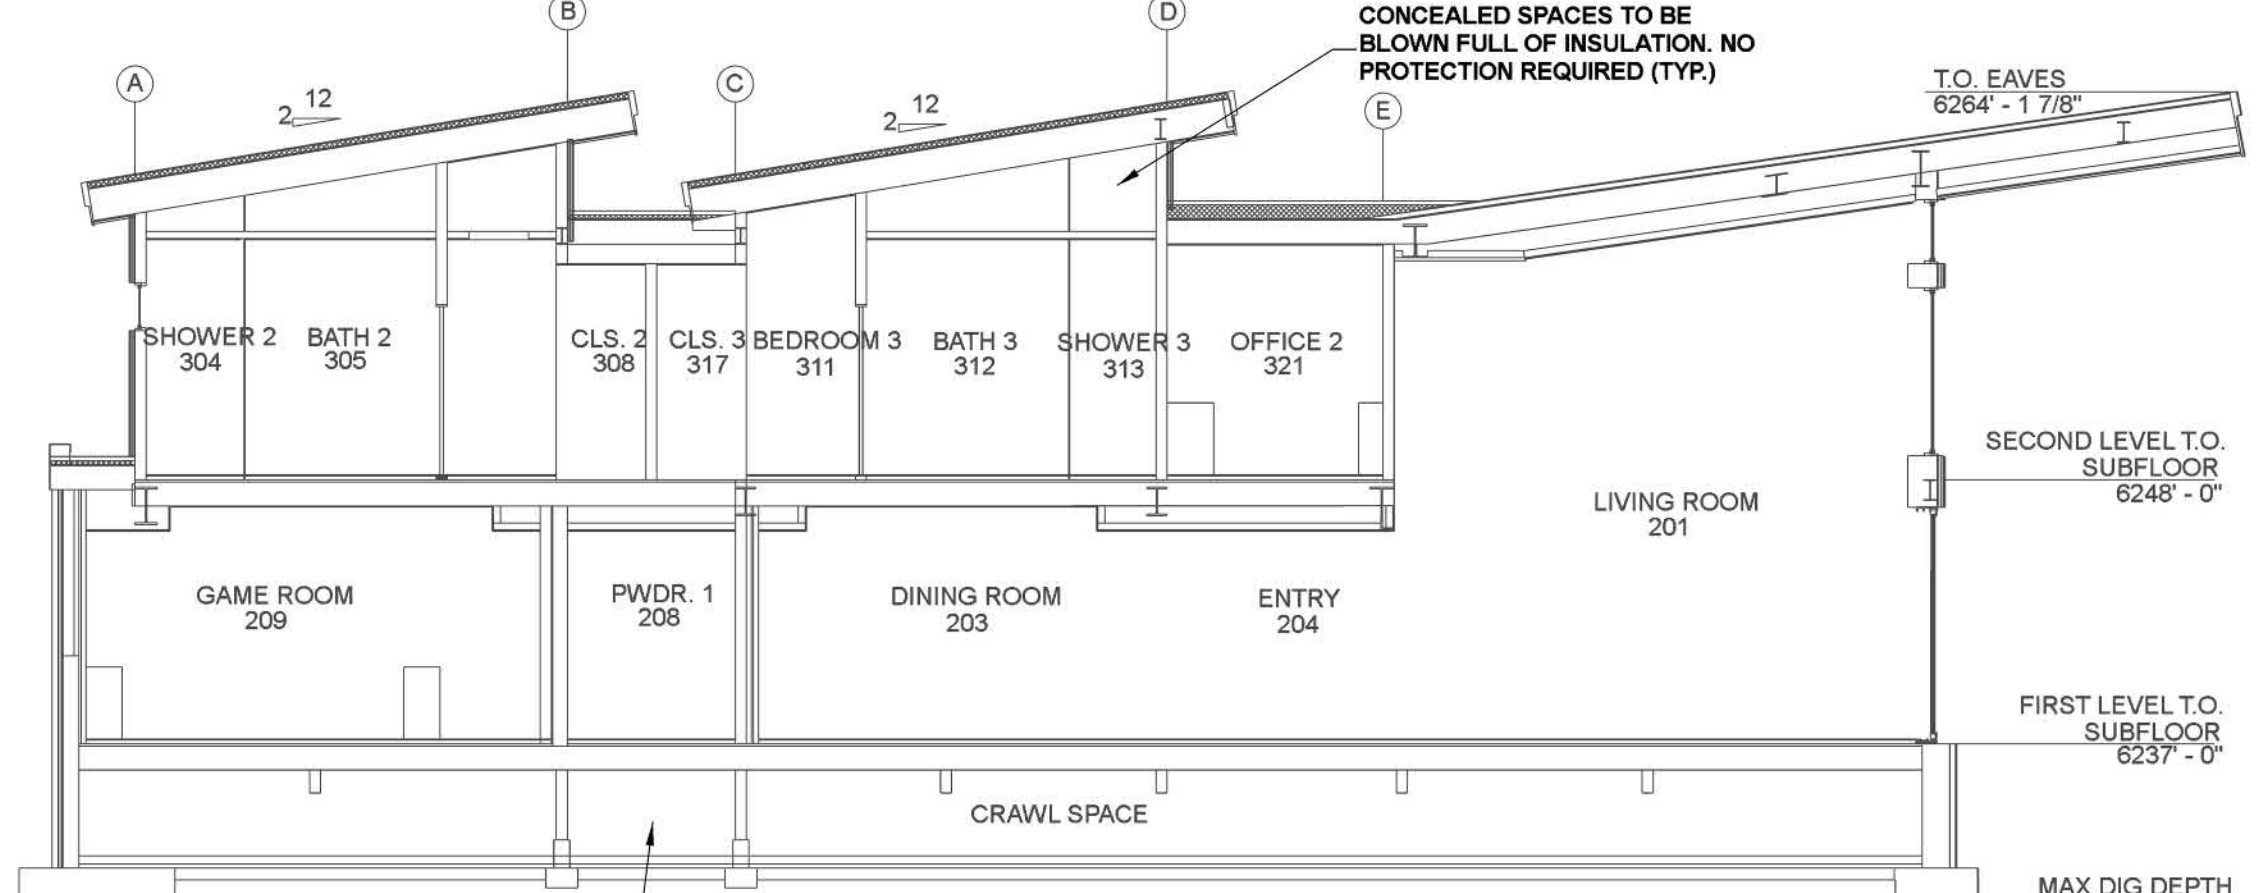 B
D
CONCEALED SPACES TO BE
BLOWN FULL OF INSULATION. NO
PROTECTION REQUIRED (TYP.)
A
C
E
T.O. EAVES
6264' - 1 7/8"
12
2
12
2
SHOWER 2
304
BATH 2
305
CLS. 2
308
CLS. 3
317
BEDROOM 3
311
BATH 3
312
SHOWER 3
313
OFFICE 2
321
SECOND LEVEL T.O.
SUBFLOOR
6248' - 0"
LIVING ROOM
201
GAME ROOM
209
PWDR. 1
208
DINING ROOM
203
ENTRY
204
FIRST LEVEL T.O.
SUBFLOOR
6237' - 0"
CRAWL SPACE
MAX DIG DEPTH